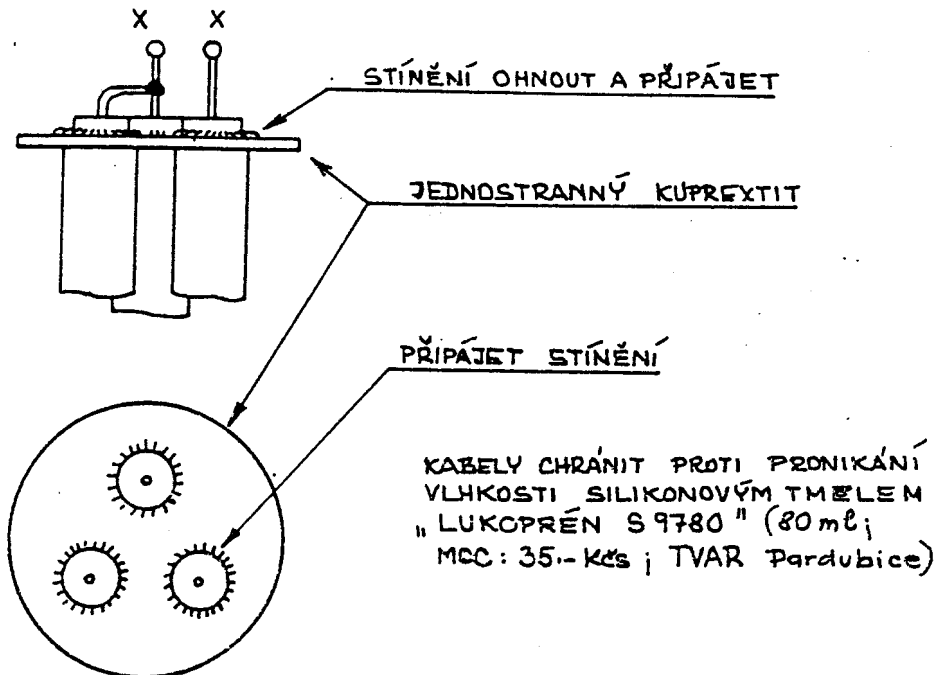 X X
STÍNĚNÍ OHNOUT A PŘIPÁJET
JEDNOSTRANNÝ KUPREXTIT
PŘIPÁJET STÍNĚNÍ
KABELY CHRÁNIT PROTI PRONIKÁNÍ
VLHKOSTI SILIKONOVÝM TMELEM
„ LUKOPRÉN S 9780 " (80 ml;
MCC: 35.- Kčs ; TVAR Pardubice)